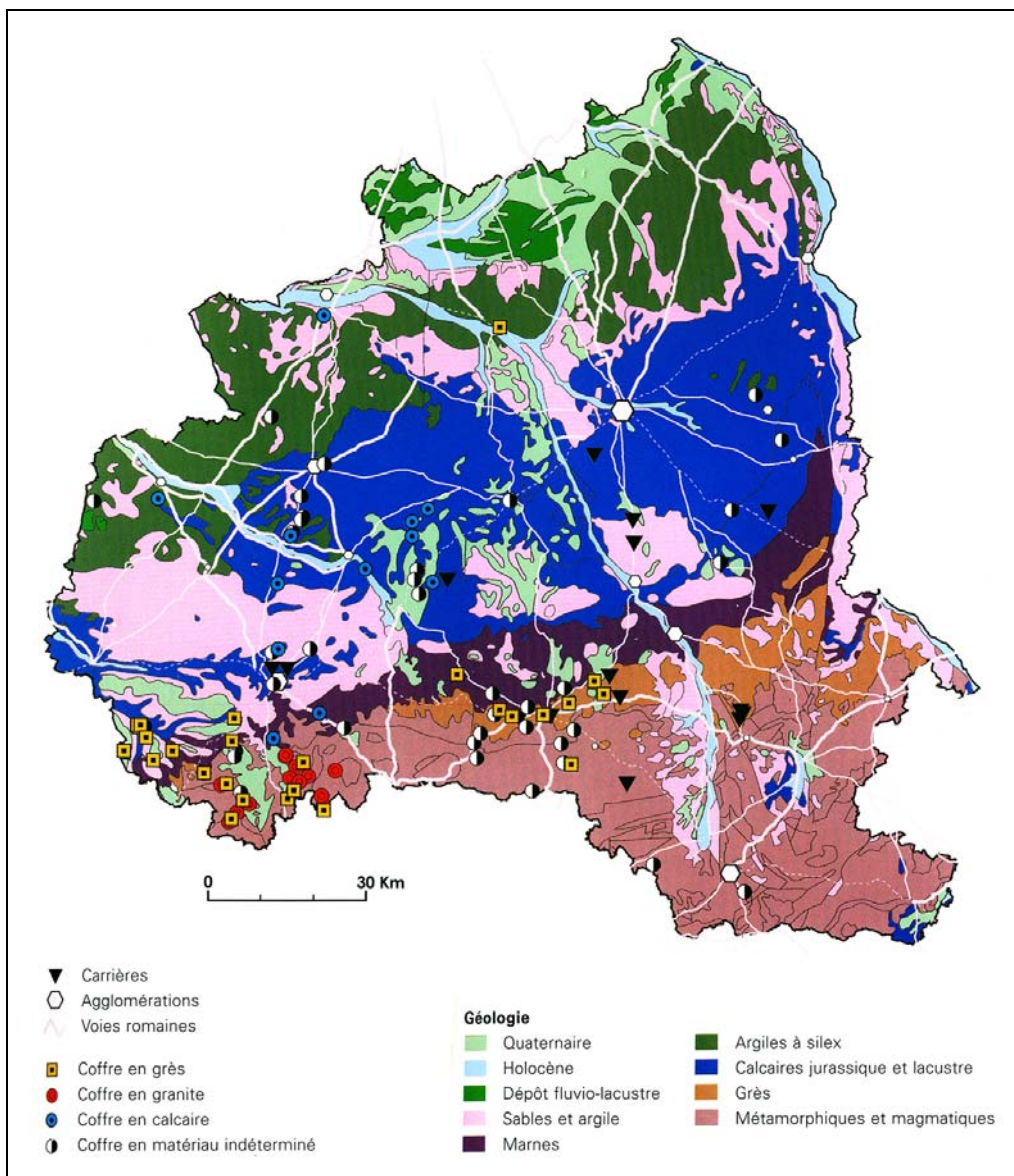 0 30 Km
Carrières
Agglomérations
Voies romaines
Coffre en grès
Coffre en granite
Coffre en calcaire
Coffre en matériau indéterminé
Géologie
Quaternaire
Holocène
Dépôt fluvio-lacustre
Sables et argile
Marnes
Argiles à silex
Calcaires jurassique et lacustre
Grès
Métamorphiques et magmatiques